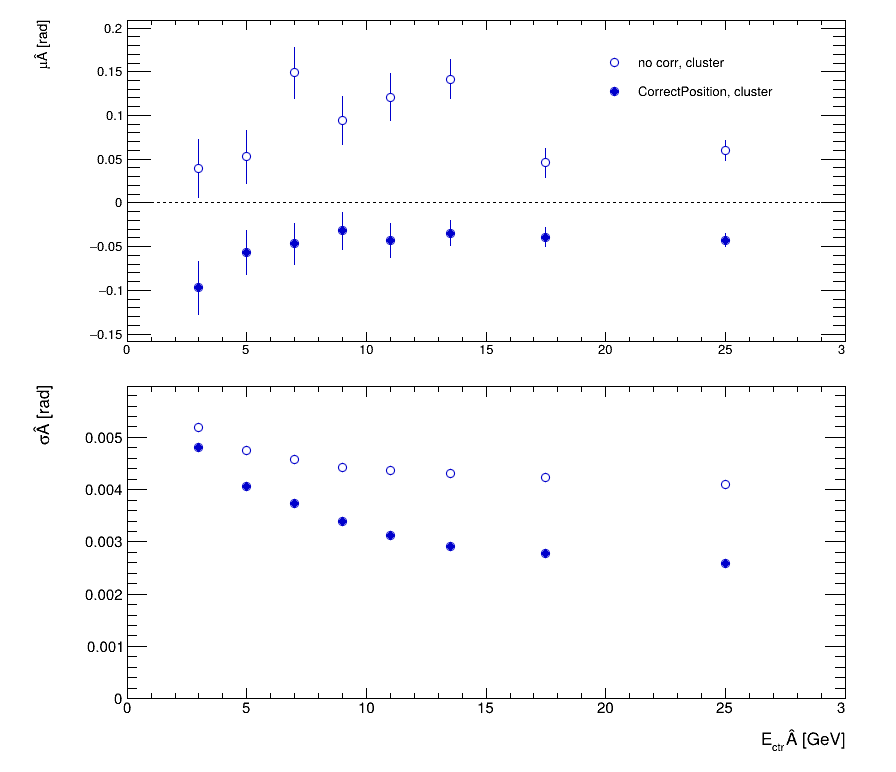 μÂ [rad]
0.2
0.15
0.1
0.05
0
−0.05
−0.1
−0.15
no corr, cluster
CorrectPosition, cluster
0 5 10 15 20 25 3
σÂ [rad]
0.005
0.004
0.003
0.002
0.001
0
0 5 10 15 20 25 3
EctrÂ [GeV]